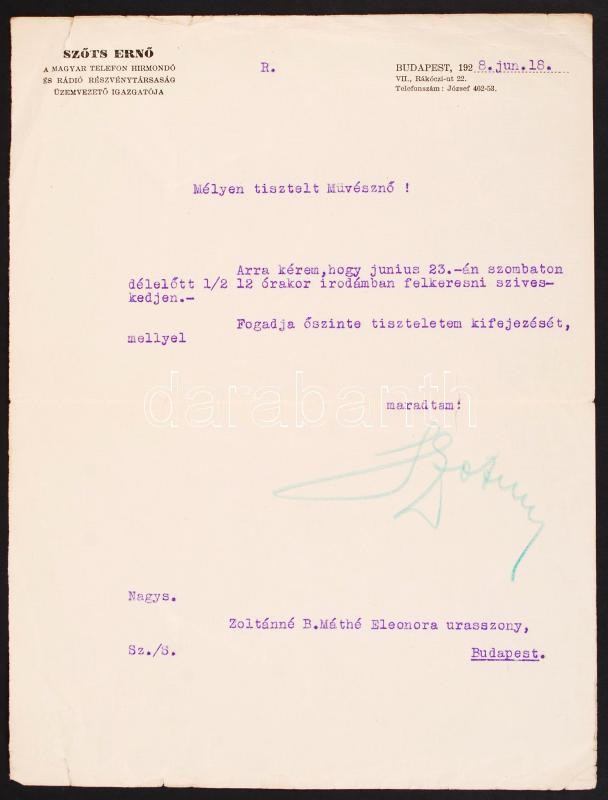 SZŐTS ERNŐ
A MAGYAR TELEFON HIRMONDÓ
ÉS RÁDIÓ RÉSZVÉNYTÁRSASÁG
ÜZEMVEZETŐ IGAZGATÓJA
R.
BUDAPEST, 1928.jun.18.
VII., Rákóczi-ut 22.
Telefonszám : József 462-53.
Mélyen tisztelt Müvésznő !
Arra kérem,hogy junius 23.-án szombaton
délelőtt 1/2 12 órakor irodámban felkeresni szives-
kedjen.-
Fogadja őszinte tiszteletem kifejezését,
mellyel
darabanth
maradtam:
Nagys.
Zoltánné B.Máthé Eleonora urasszony,
Sz./S.
Budapest.